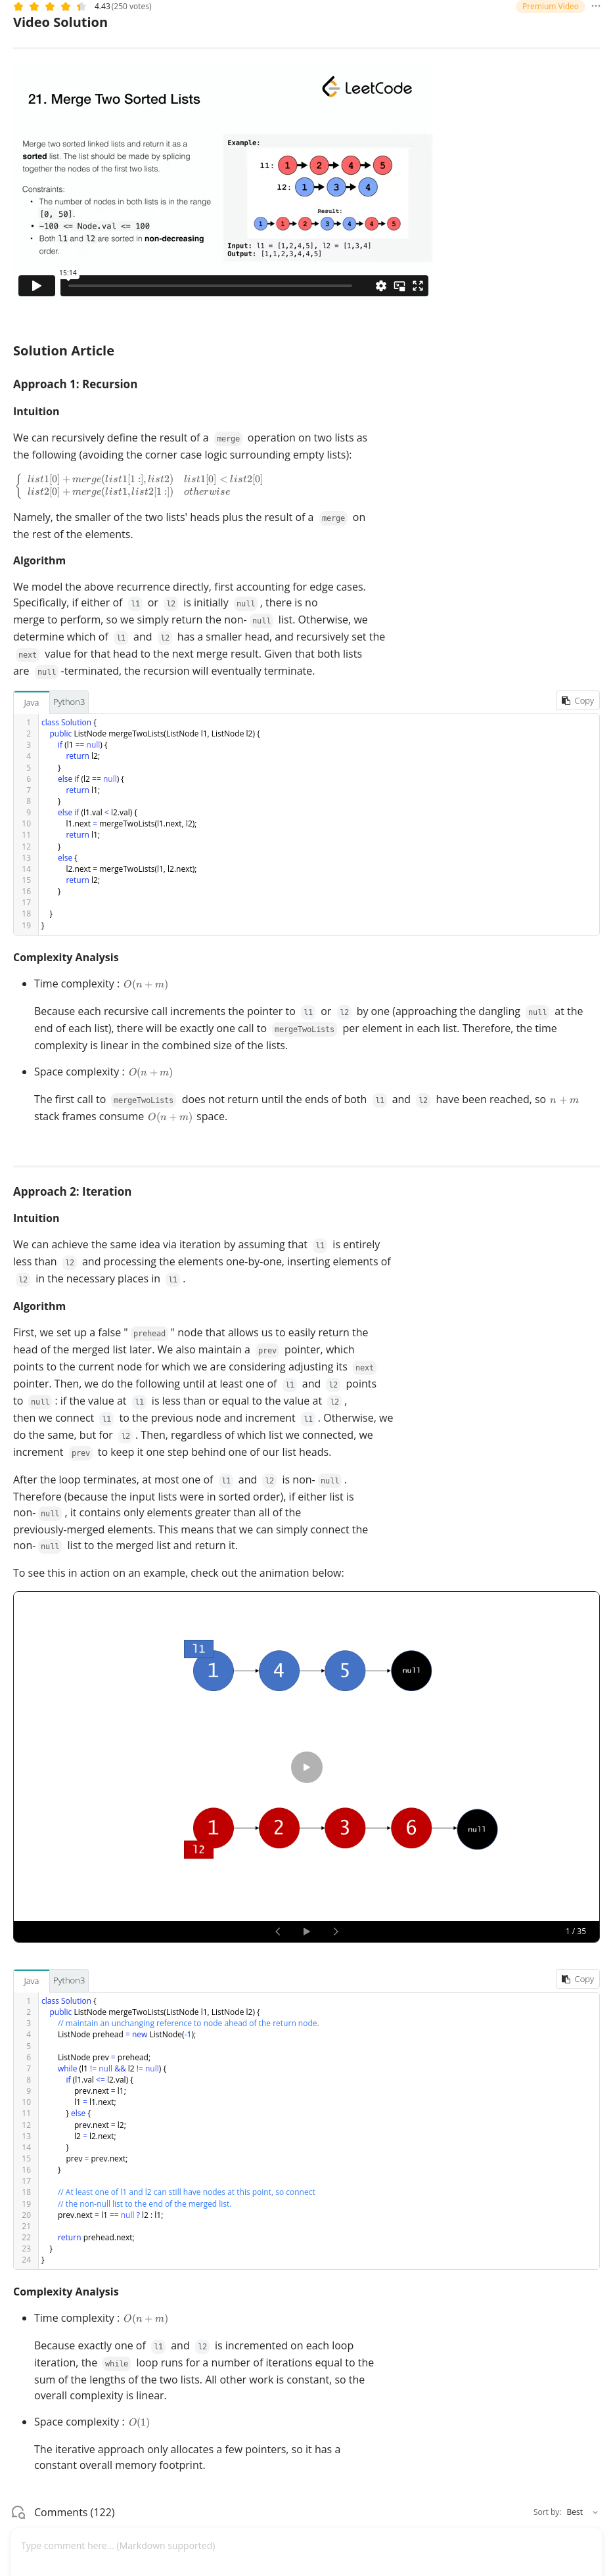 4.43 (250 votes)
Premium Video
Video Solution
LeetCode
21. Merge Two Sorted Lists
Merge two sorted linked lists and return it as a
sorted list. The list should be made by splicing
together the nodes of the first two lists.
Constraints:
• The number of nodes in both lists is in the range
[0, 50].
• -100 <= Node.val <= 100
• Both l1 and l2 are sorted in non-decreasing
order.
Example:
l1: 1 2 4 5
l2: 1 3 4
Result:
1 1 2 3 4 4 5
Input: l1 = [1,2,4,5], l2 = [1,3,4]
Output: [1,1,2,3,4,4,5]
15:14
Solution Article
Approach 1: Recursion
Intuition
We can recursively define the result of a merge operation on two lists as
the following (avoiding the corner case logic surrounding empty lists):
{ list1[0] + merge(list1[1 :], list2) list1[0] < list2[0]
list2[0] + merge(list1, list2[1 :]) otherwise
Namely, the smaller of the two lists' heads plus the result of a merge on
the rest of the elements.
Algorithm
We model the above recurrence directly, first accounting for edge cases.
Specifically, if either of l1 or l2 is initially null , there is no
merge to perform, so we simply return the non- null list. Otherwise, we
determine which of l1 and l2 has a smaller head, and recursively set the
next value for that head to the next merge result. Given that both lists
are null -terminated, the recursion will eventually terminate.
Java Python3 Copy
1 class Solution {
2 public ListNode mergeTwoLists(ListNode l1, ListNode l2) {
3 if (l1 == null) {
4 return l2;
5 }
6 else if (l2 == null) {
7 return l1;
8 }
9 else if (l1.val < l2.val) {
10 l1.next = mergeTwoLists(l1.next, l2);
11 return l1;
12 }
13 else {
14 l2.next = mergeTwoLists(l1, l2.next);
15 return l2;
16 }
17
18 }
19 }
Complexity Analysis
• Time complexity : O(n + m)
Because each recursive call increments the pointer to l1 or l2 by one (approaching the dangling null at the
end of each list), there will be exactly one call to mergeTwoLists per element in each list. Therefore, the time
complexity is linear in the combined size of the lists.
• Space complexity : O(n + m)
The first call to mergeTwoLists does not return until the ends of both l1 and l2 have been reached, so n + m
stack frames consume O(n + m) space.
Approach 2: Iteration
Intuition
We can achieve the same idea via iteration by assuming that l1 is entirely
less than l2 and processing the elements one-by-one, inserting elements of
l2 in the necessary places in l1 .
Algorithm
First, we set up a false " prehead " node that allows us to easily return the
head of the merged list later. We also maintain a prev pointer, which
points to the current node for which we are considering adjusting its next
pointer. Then, we do the following until at least one of l1 and l2 points
to null : if the value at l1 is less than or equal to the value at l2 ,
then we connect l1 to the previous node and increment l1 . Otherwise, we
do the same, but for l2 . Then, regardless of which list we connected, we
increment prev to keep it one step behind one of our list heads.
After the loop terminates, at most one of l1 and l2 is non- null .
Therefore (because the input lists were in sorted order), if either list is
non- null , it contains only elements greater than all of the
previously-merged elements. This means that we can simply connect the
non- null list to the merged list and return it.
To see this in action on an example, check out the animation below:
l1
1 4 5 null
1 2 3 6 null
l2
1 / 35
Java Python3 Copy
1 class Solution {
2 public ListNode mergeTwoLists(ListNode l1, ListNode l2) {
3 // maintain an unchanging reference to node ahead of the return node.
4 ListNode prehead = new ListNode(-1);
5
6 ListNode prev = prehead;
7 while (l1 != null && l2 != null) {
8 if (l1.val <= l2.val) {
9 prev.next = l1;
10 l1 = l1.next;
11 } else {
12 prev.next = l2;
13 l2 = l2.next;
14 }
15 prev = prev.next;
16 }
17
18 // At least one of l1 and l2 can still have nodes at this point, so connect
19 // the non-null list to the end of the merged list.
20 prev.next = l1 == null ? l2 : l1;
21
22 return prehead.next;
23 }
24 }
Complexity Analysis
• Time complexity : O(n + m)
Because exactly one of l1 and l2 is incremented on each loop
iteration, the while loop runs for a number of iterations equal to the
sum of the lengths of the two lists. All other work is constant, so the
overall complexity is linear.
• Space complexity : O(1)
The iterative approach only allocates a few pointers, so it has a
constant overall memory footprint.
Comments (122)
Sort by: Best
Type comment here... (Markdown supported)